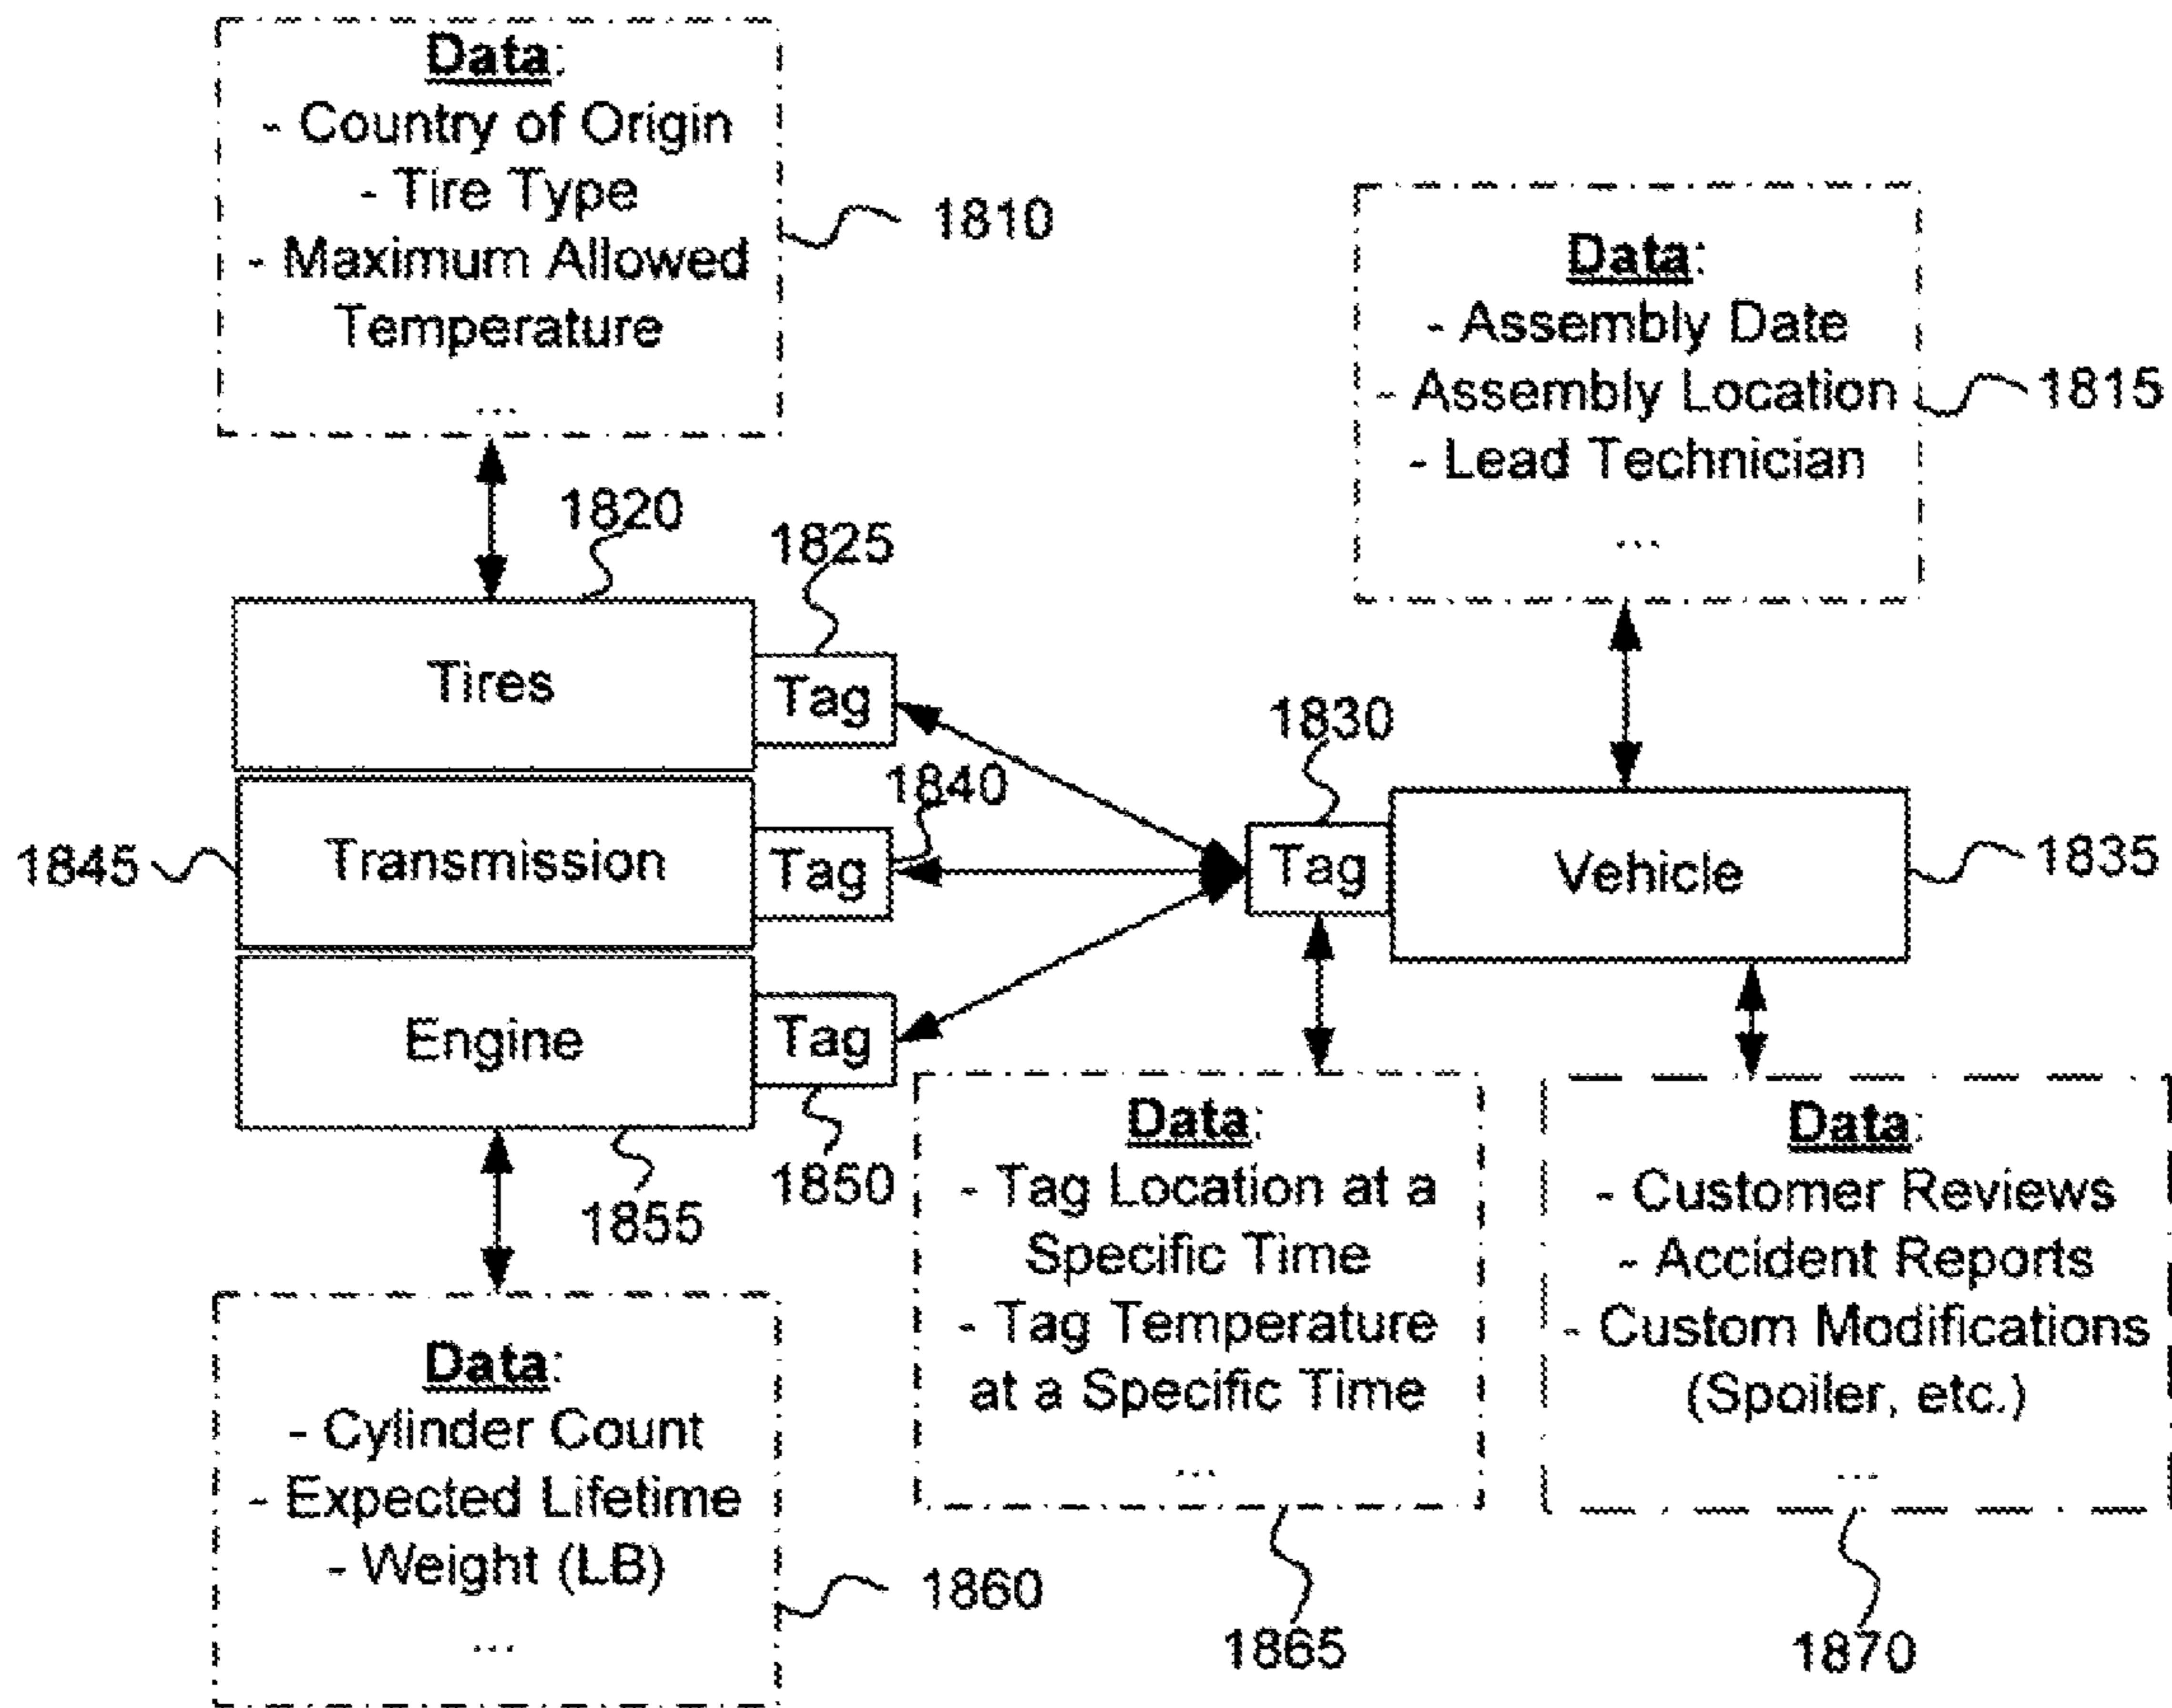 Data:
- Country of Origin
- Tire Type
- Maximum Allowed
Temperature
...
1810
Data:
- Assembly Date
- Assembly Location
- Lead Technician
...
1815
1820
1825
Tires
Tag
1830
1840
1845
Transmission
Tag
Tag
Vehicle
1835
Engine
Tag
1850
1855
Data:
- Cylinder Count
- Expected Lifetime
- Weight (LB)
...
1860
Data:
- Tag Location at a
Specific Time
- Tag Temperature
at a Specific Time
...
1865
Data:
- Customer Reviews
- Accident Reports
- Custom Modifications
(Spoiler, etc.)
...
1870